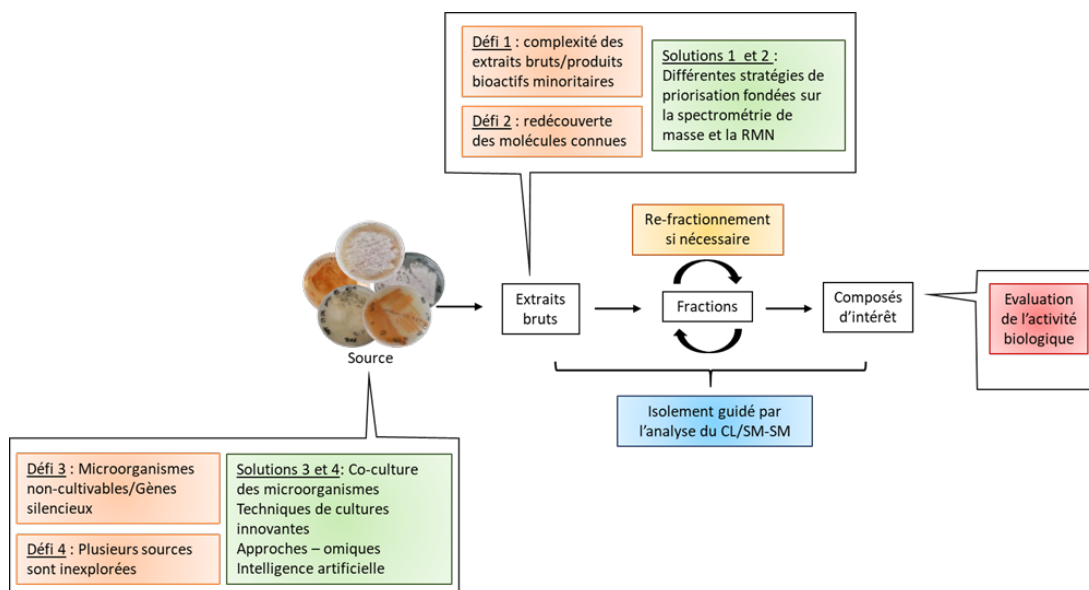 Défi 1 : complexité des
extraits bruts/produits
bioactifs minoritaires
Défi 2 : redécouverte
des molécules connues
Solutions 1 et 2 :
Différentes stratégies de
priorisation fondées sur
la spectrométrie de
masse et la RMN
Re-fractionnement
si nécessaire
Source
Extraits
bruts
Fractions
Composés
d’intérêt
Evaluation
de l’activité
biologique
Isolement guidé par
l’analyse du CL/SM-SM
Défi 3 : Microorganismes
non-cultivables/Gènes
silencieux
Défi 4 : Plusieurs sources
sont inexplorées
Solutions 3 et 4: Co-culture
des microorganismes
Techniques de cultures
innovantes
Approches – omiques
Intelligence artificielle